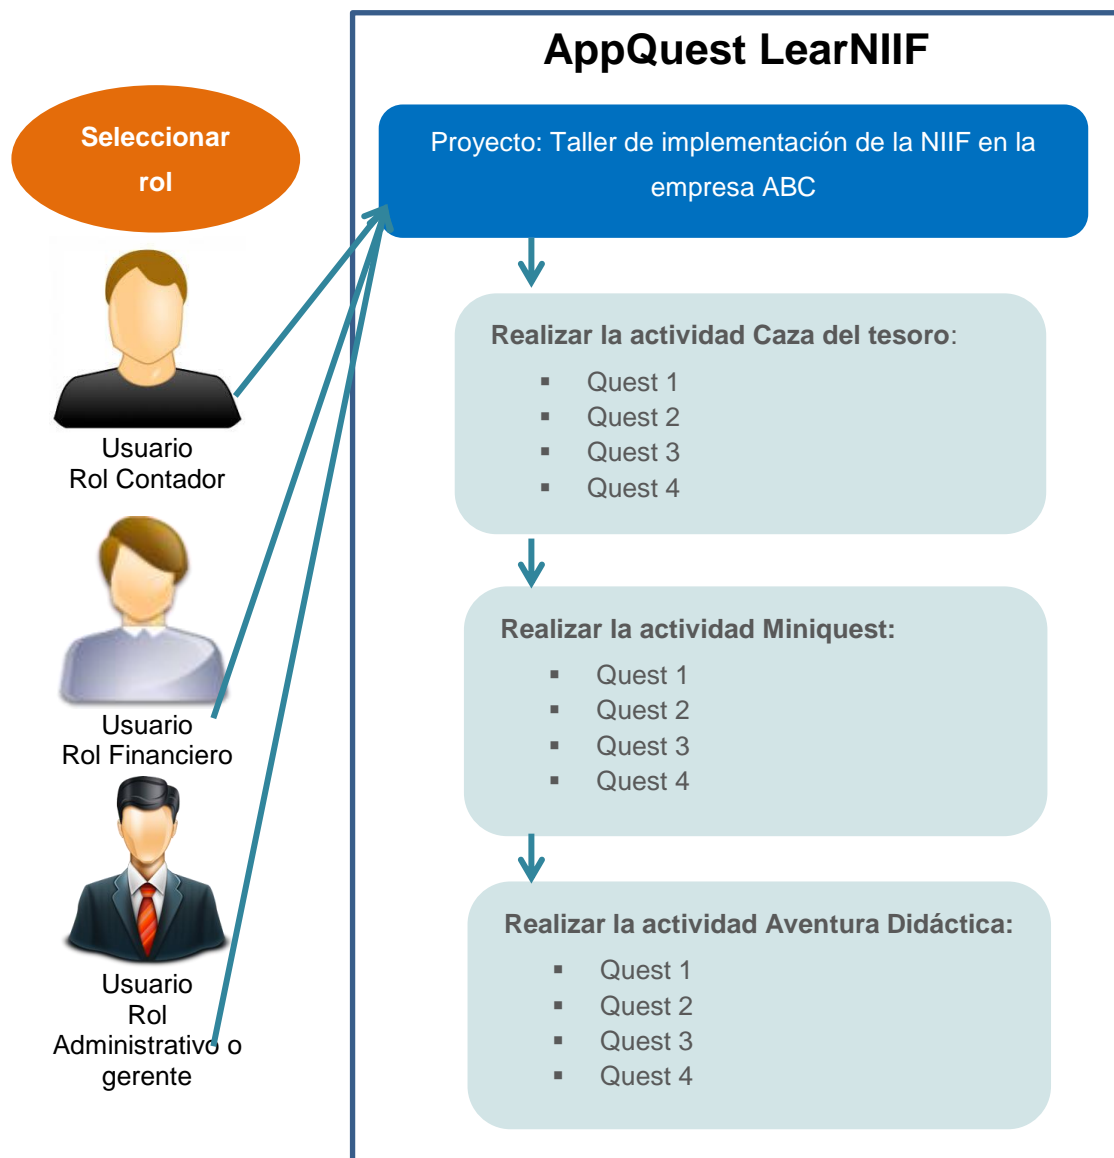 AppQuest LearNIIF
Seleccionar
rol
Proyecto: Taller de implementación de la NIIF en la
empresa ABC
Usuario
Rol Contador
Usuario
Rol Financiero
Usuario
Rol
Administrativo o
gerente
Realizar la actividad Caza del tesoro:
▪ Quest 1
▪ Quest 2
▪ Quest 3
▪ Quest 4
Realizar la actividad Miniquest:
▪ Quest 1
▪ Quest 2
▪ Quest 3
▪ Quest 4
Realizar la actividad Aventura Didáctica:
▪ Quest 1
▪ Quest 2
▪ Quest 3
▪ Quest 4